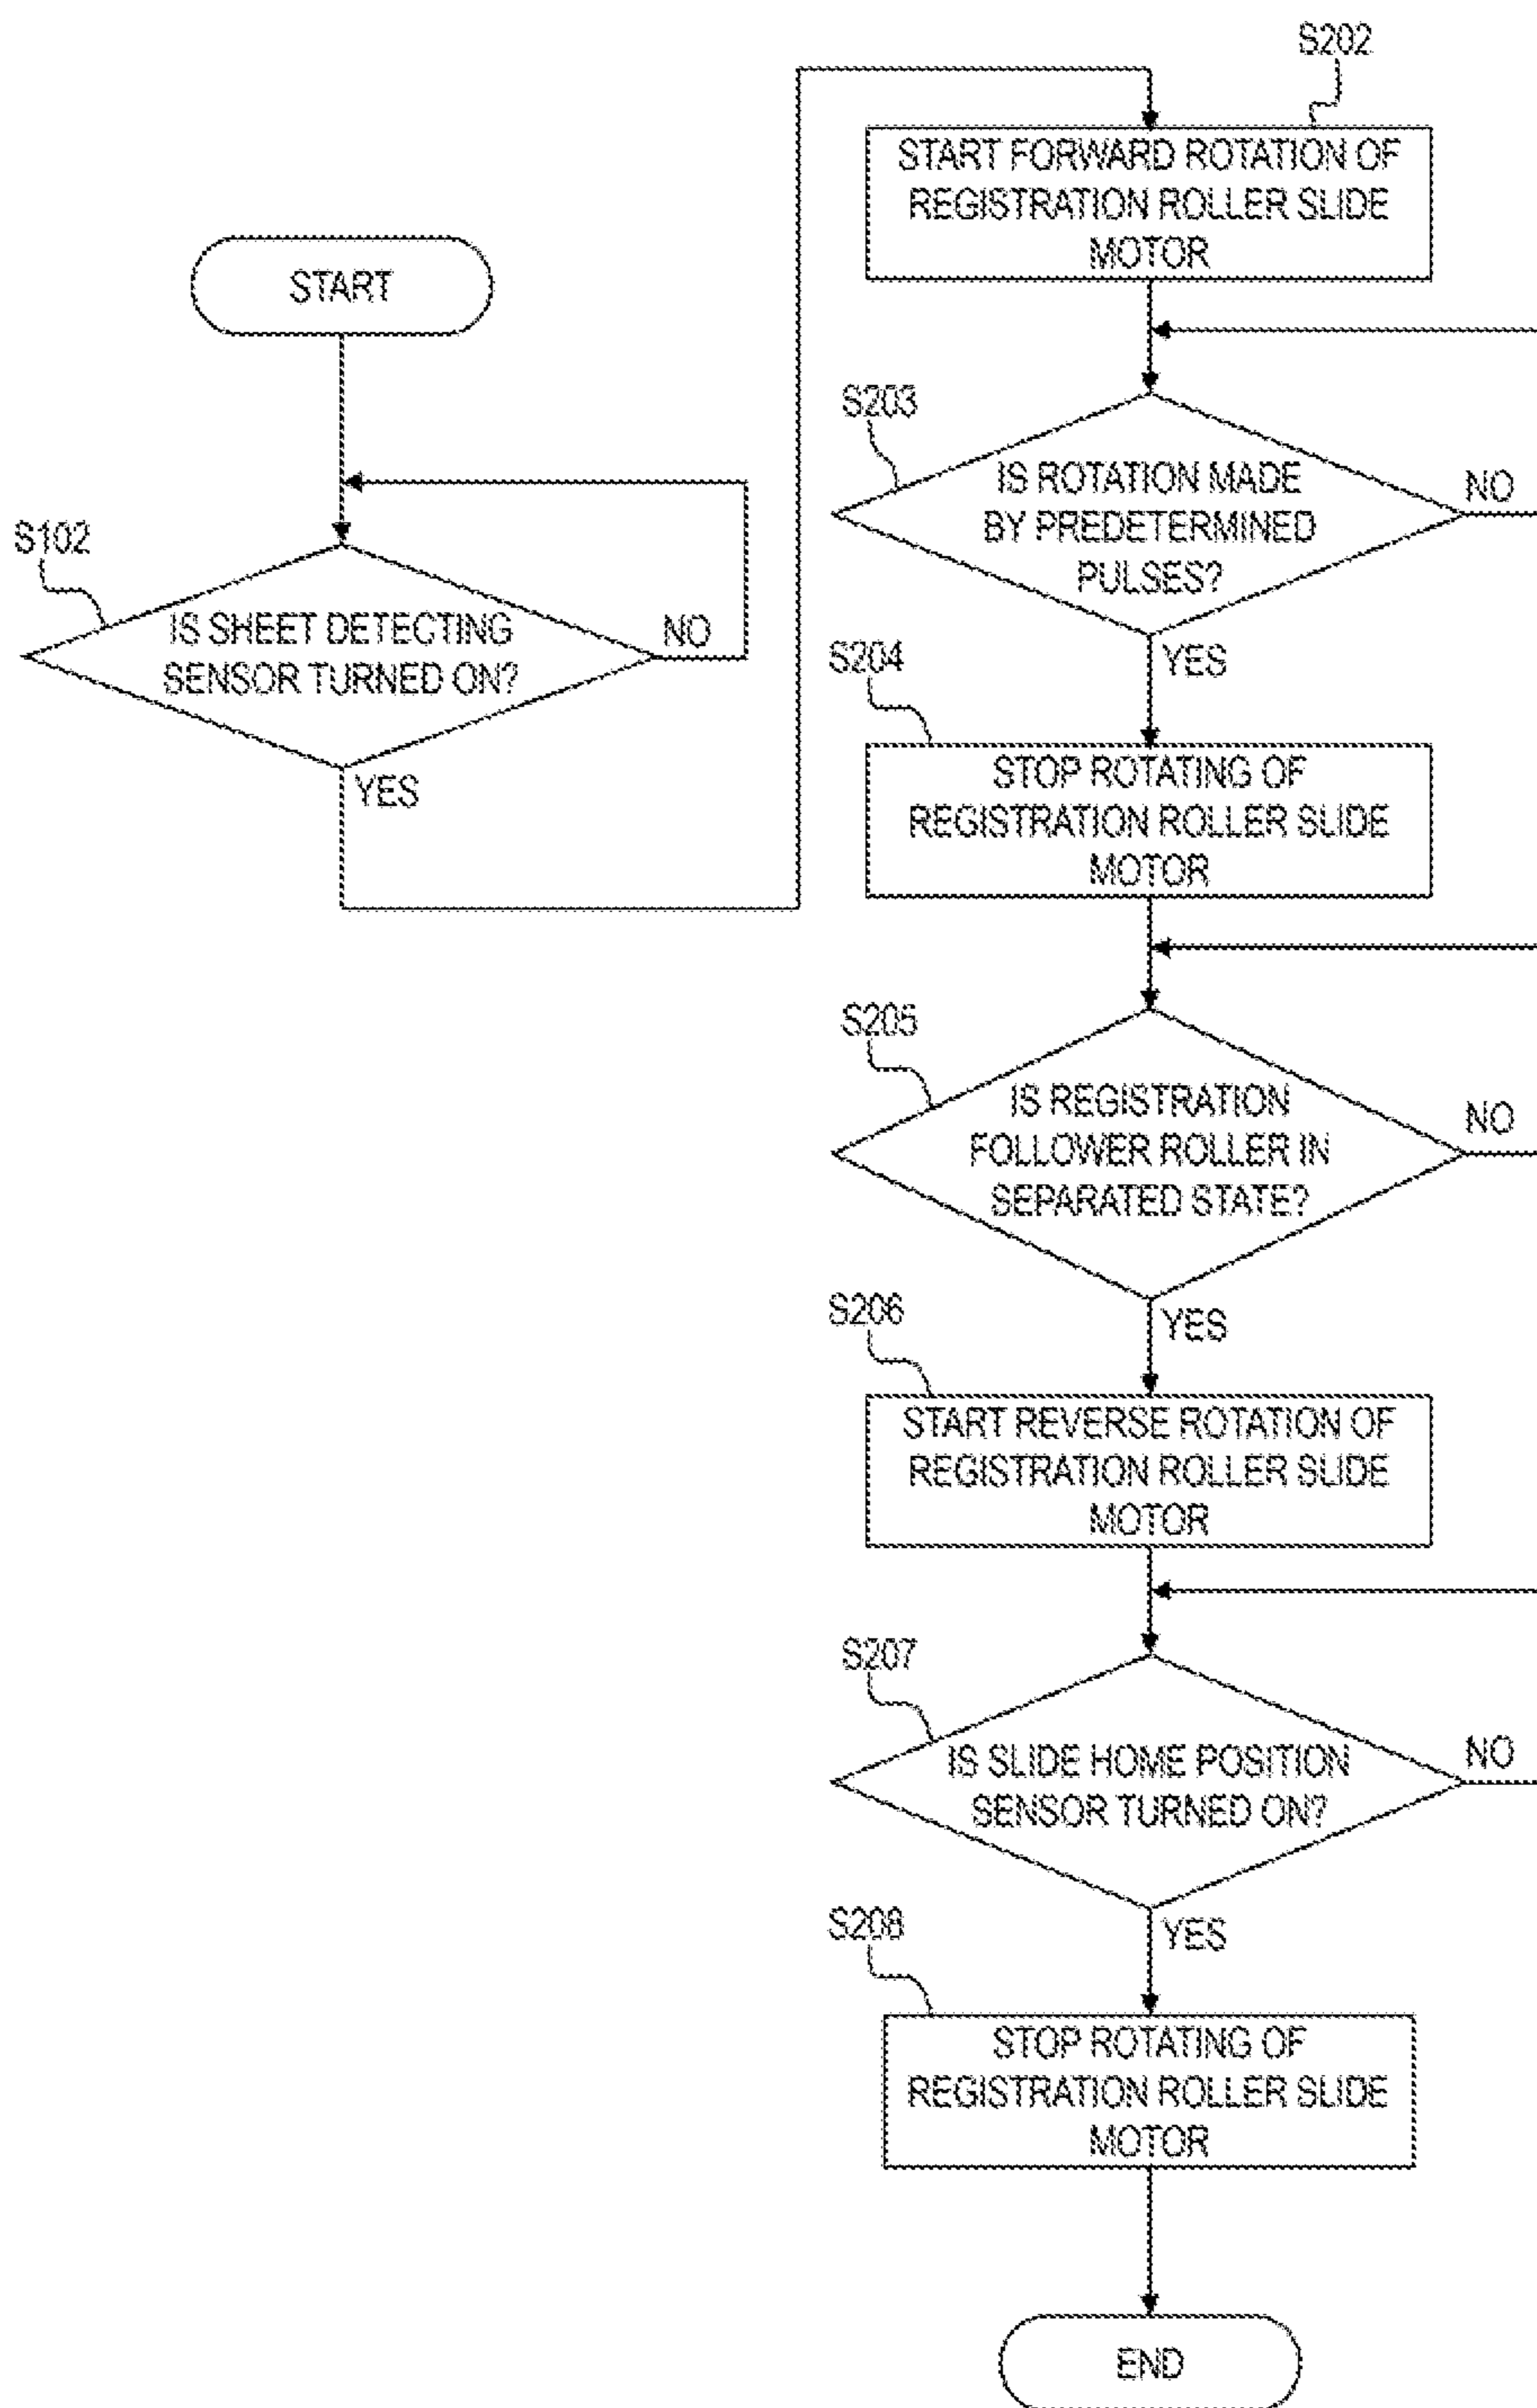 START
S102
IS SHEET DETECTING
SENSOR TURNED ON?
NO
YES
S202
START FORWARD ROTATION OF
REGISTRATION ROLLER SLIDE
MOTOR
S203
IS ROTATION MADE
BY PREDETERMINED
PULSES?
NO
YES
S204
STOP ROTATING OF
REGISTRATION ROLLER SLIDE
MOTOR
S205
IS REGISTRATION
FOLLOWER ROLLER IN
SEPARATED STATE?
NO
YES
S206
START REVERSE ROTATION OF
REGISTRATION ROLLER SLIDE
MOTOR
S207
IS SLIDE HOME POSITION
SENSOR TURNED ON?
NO
YES
S208
STOP ROTATING OF
REGISTRATION ROLLER SLIDE
MOTOR
END